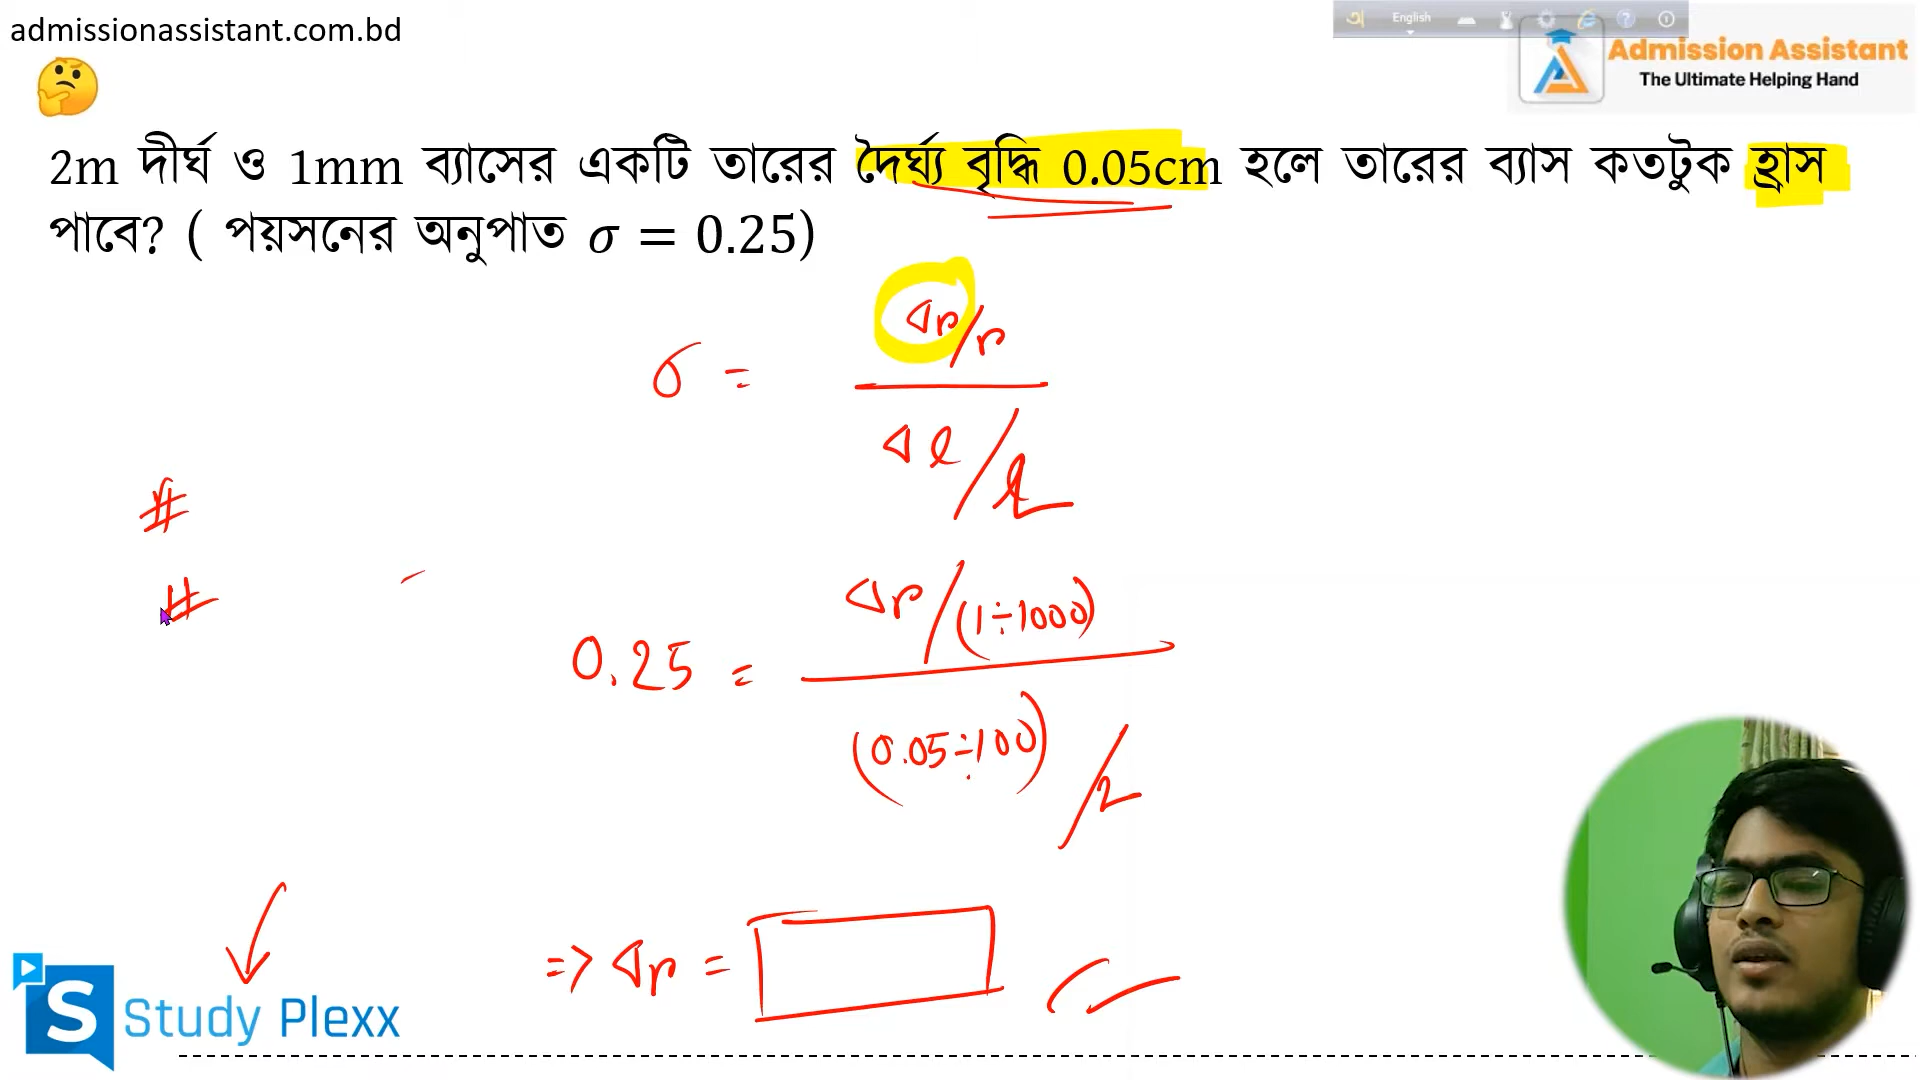 admissionassistant.com.bd
English
Admission Assistant
The Ultimate Helping Hand
2m দীর্ঘ ও 1mm ব্যাসের একটি তারের দৈর্ঘ্য বৃদ্ধি 0.05cm হলে তারের ব্যাস কতটুক হ্রাস
পাবে? ( পয়সনের অনুপাত σ = 0.25)
σ = Δr/r
Δl/l
#
#
0.25 = Δr/(1÷1000)
(0.05÷100)/2
=> Δr =
S Study Plexx